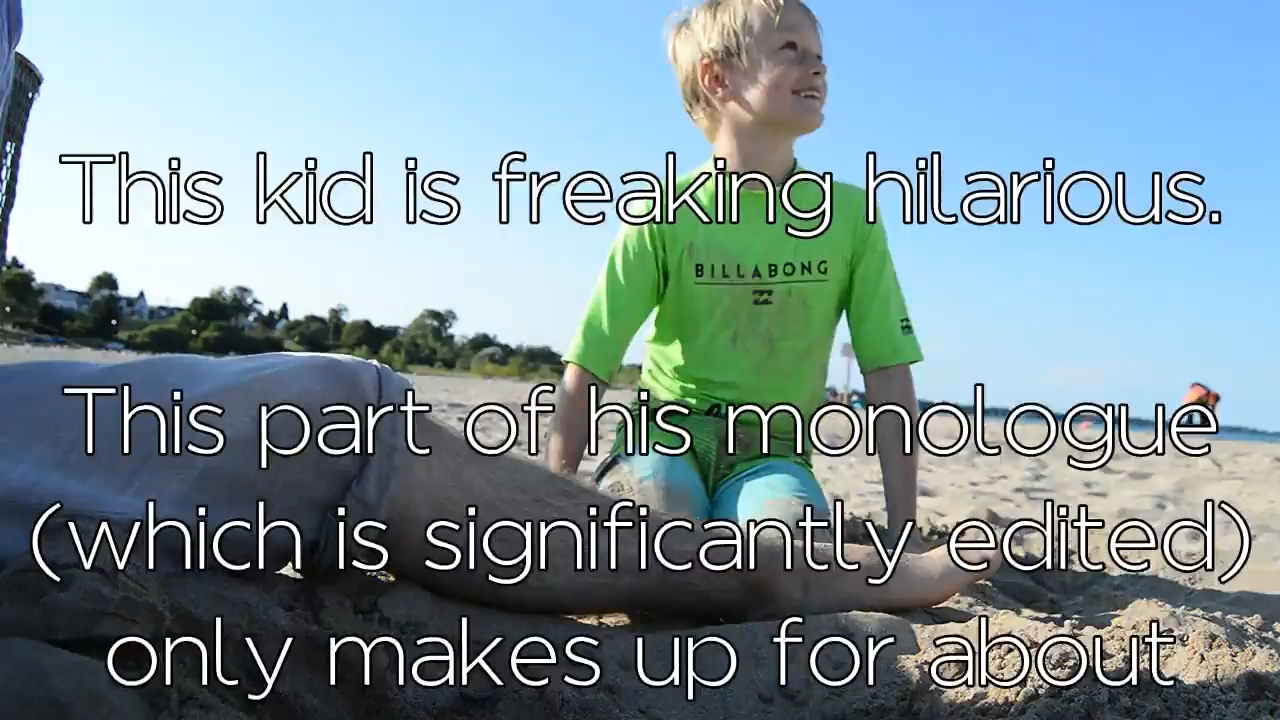 This kid is freaking hilarious.
BILLABONG
This part of his monologue
(which is significantly edited)
only makes up for about